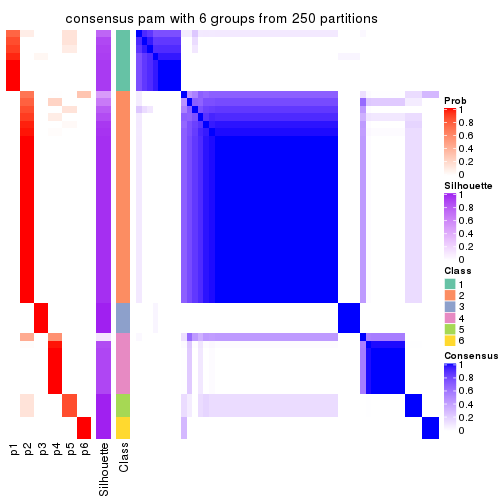 consensus pam with 6 groups from 250 partitions
Prob
1
0.8
0.6
0.4
0.2
0
Silhouette
1
0.8
0.6
0.4
0.2
0
Class
1
2
3
4
5
6
Consensus
1
0.8
0.6
0.4
0.2
0
p1
p2
p3
p4
p5
p6
Silhouette
Class